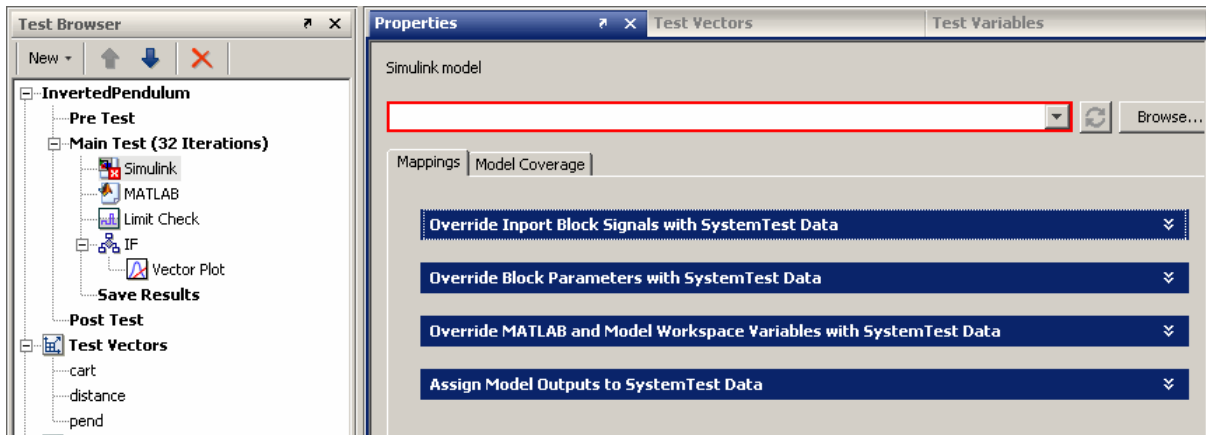 Test Browser
New
InvertedPendulum
Pre Test
Main Test (32 Iterations)
Simulink
MATLAB
Limit Check
IF
Vector Plot
Save Results
Post Test
Test Vectors
cart
distance
pend
Properties
Test Vectors
Test Variables
Simulink model
Browse...
Mappings
Model Coverage
Override Inport Block Signals with SystemTest Data
Override Block Parameters with SystemTest Data
Override MATLAB and Model Workspace Variables with SystemTest Data
Assign Model Outputs to SystemTest Data